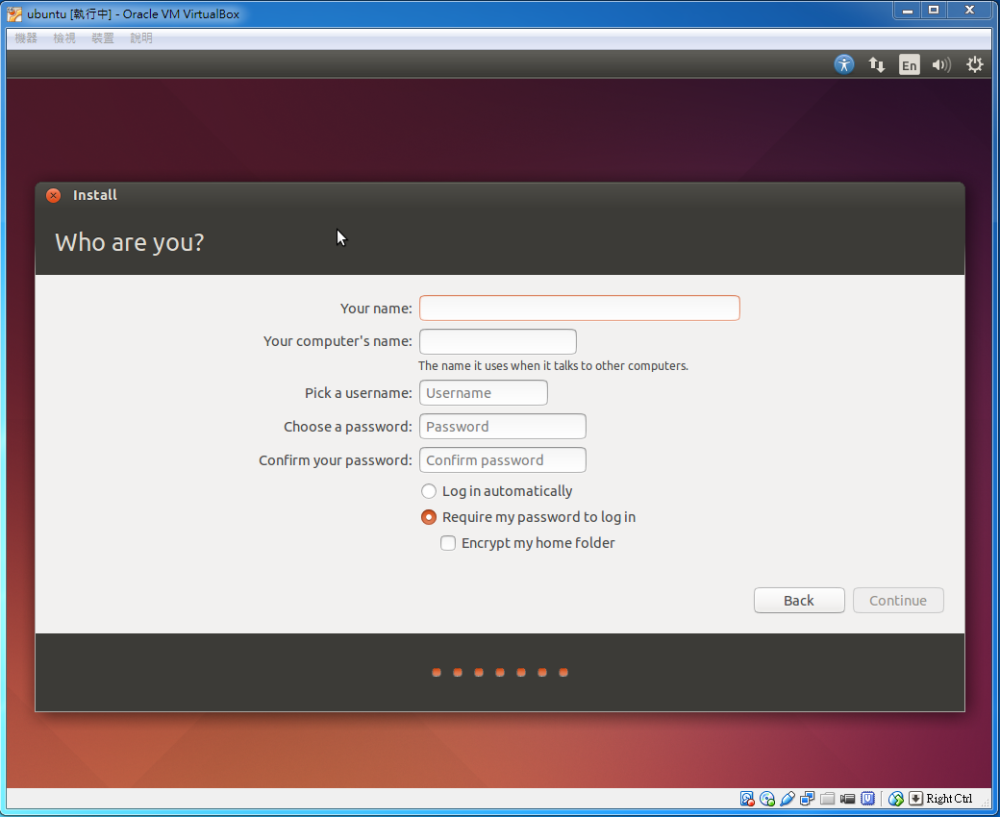 ubuntu [執行中] - Oracle VM VirtualBox
機器 檢視 裝置 說明
En
Install
Who are you?
Your name:
Your computer's name:
The name it uses when it talks to other computers.
Pick a username: Username
Choose a password: Password
Confirm your password: Confirm password
Log in automatically
Require my password to log in
Encrypt my home folder
Back Continue
Right Ctrl